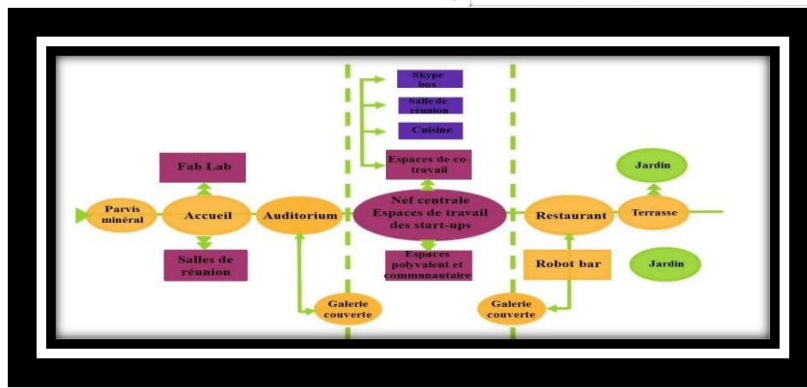 Skype
box
Salle de
réunion
Cuisine
Espaces de co-
travail
Fab Lab
Jardin
Parvis
minéral
Accueil
Auditorium
Nef centrale
Espaces de travail
des start-ups
Restaurant
Terrasse
Salles de
réunion
Espaces
polyvalent et
communautaire
Robot bar
Jardin
Galerie
couverte
Galerie
couverte